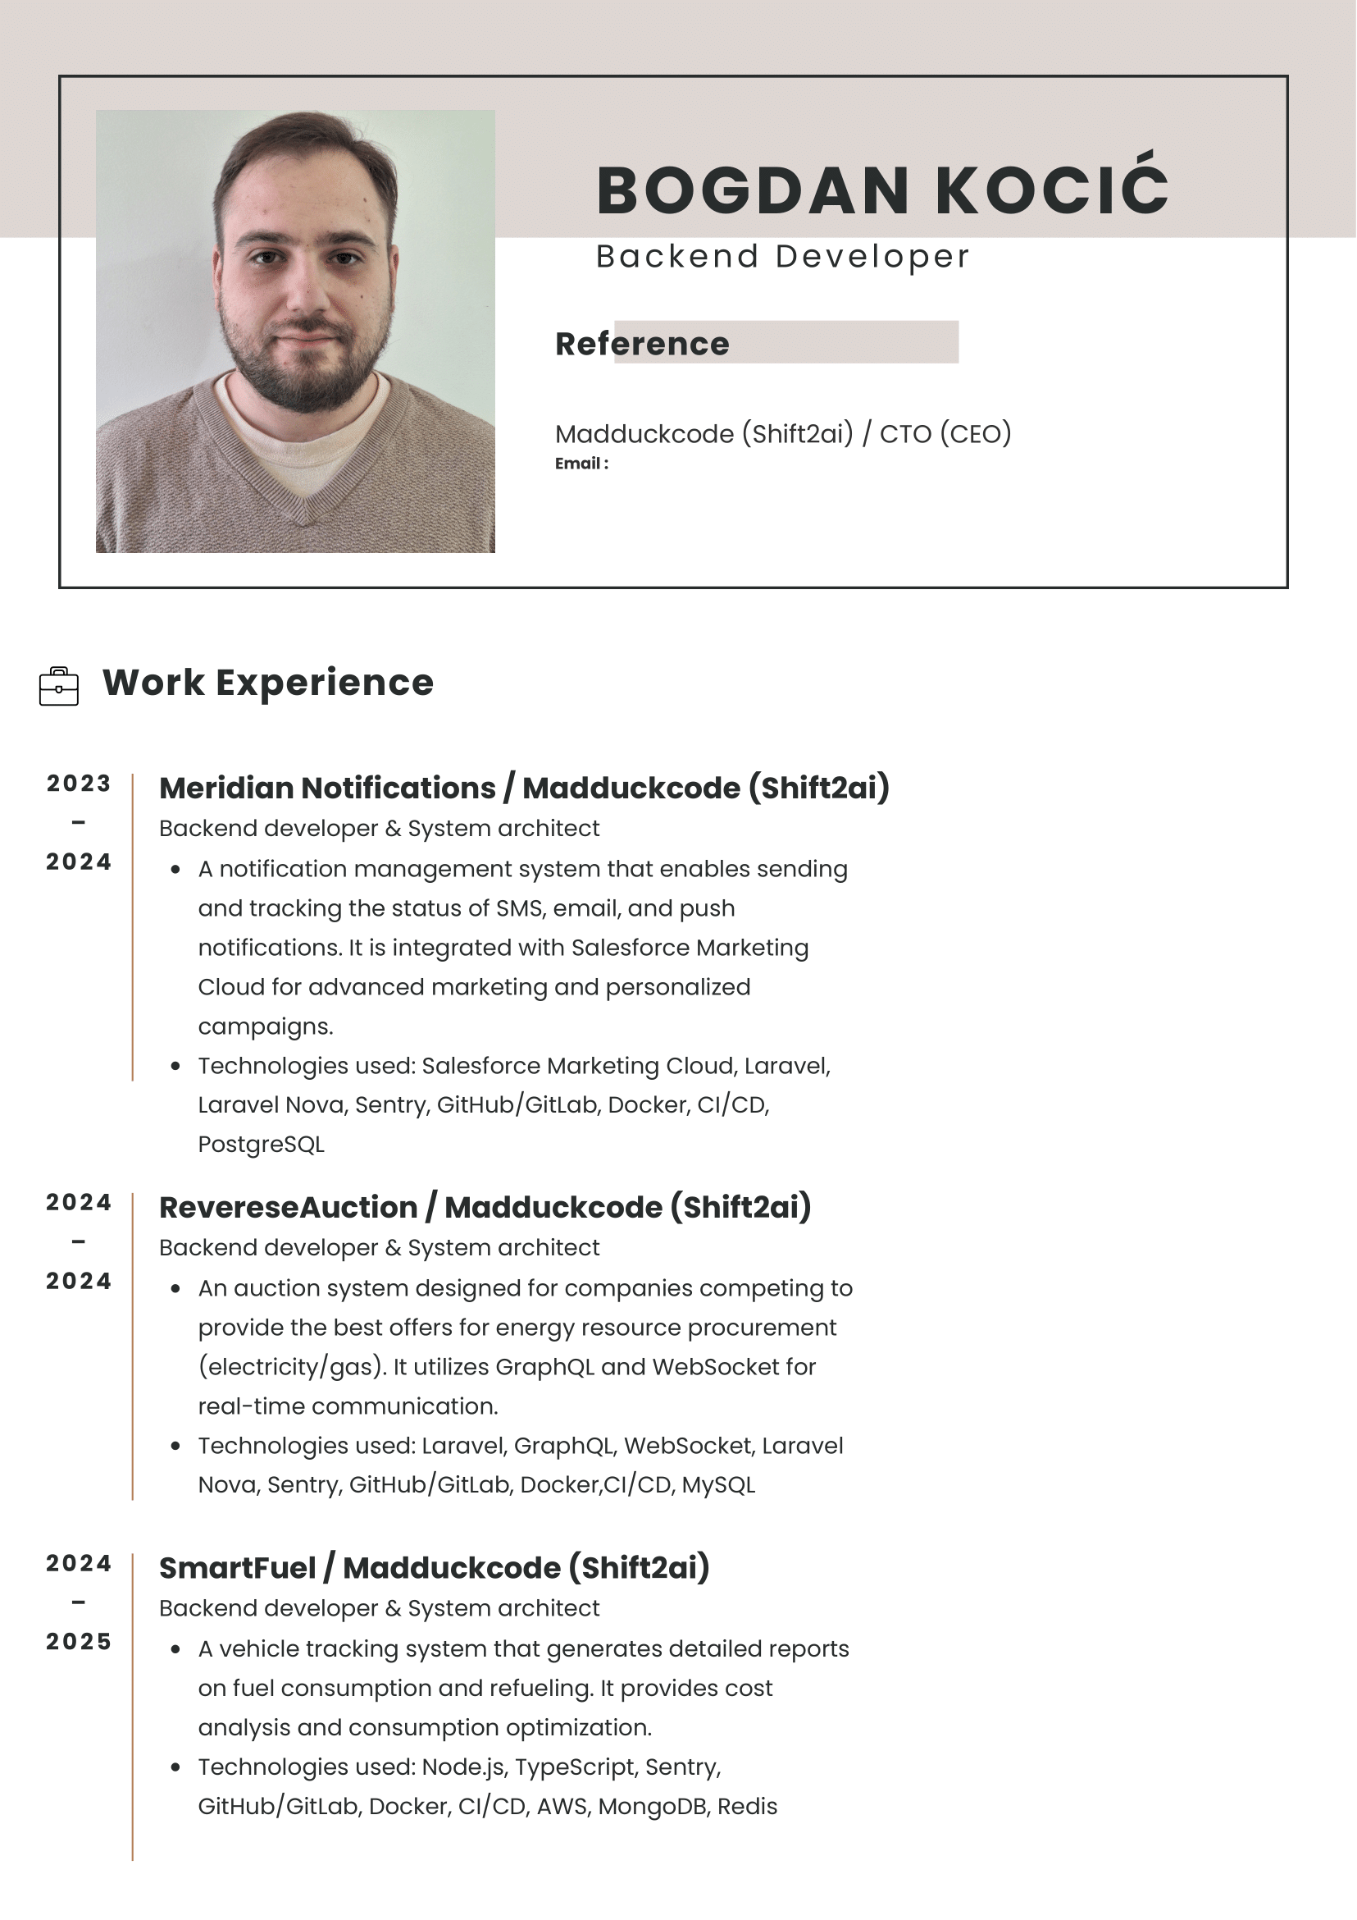 BOGDAN KOCIĆ
Backend Developer
Reference
Madduckcode (Shift2ai) / CTO (CEO)
Email :
Work Experience
2023
–
2024
Meridian Notifications / Madduckcode (Shift2ai)
Backend developer & System architect
• A notification management system that enables sending
and tracking the status of SMS, email, and push
notifications. It is integrated with Salesforce Marketing
Cloud for advanced marketing and personalized
campaigns.
• Technologies used: Salesforce Marketing Cloud, Laravel,
Laravel Nova, Sentry, GitHub/GitLab, Docker, CI/CD,
PostgreSQL
2024
–
2024
RevereseAuction / Madduckcode (Shift2ai)
Backend developer & System architect
• An auction system designed for companies competing to
provide the best offers for energy resource procurement
(electricity/gas). It utilizes GraphQL and WebSocket for
real-time communication.
• Technologies used: Laravel, GraphQL, WebSocket, Laravel
Nova, Sentry, GitHub/GitLab, Docker,CI/CD, MySQL
2024
–
2025
SmartFuel / Madduckcode (Shift2ai)
Backend developer & System architect
• A vehicle tracking system that generates detailed reports
on fuel consumption and refueling. It provides cost
analysis and consumption optimization.
• Technologies used: Node.js, TypeScript, Sentry,
GitHub/GitLab, Docker, CI/CD, AWS, MongoDB, Redis